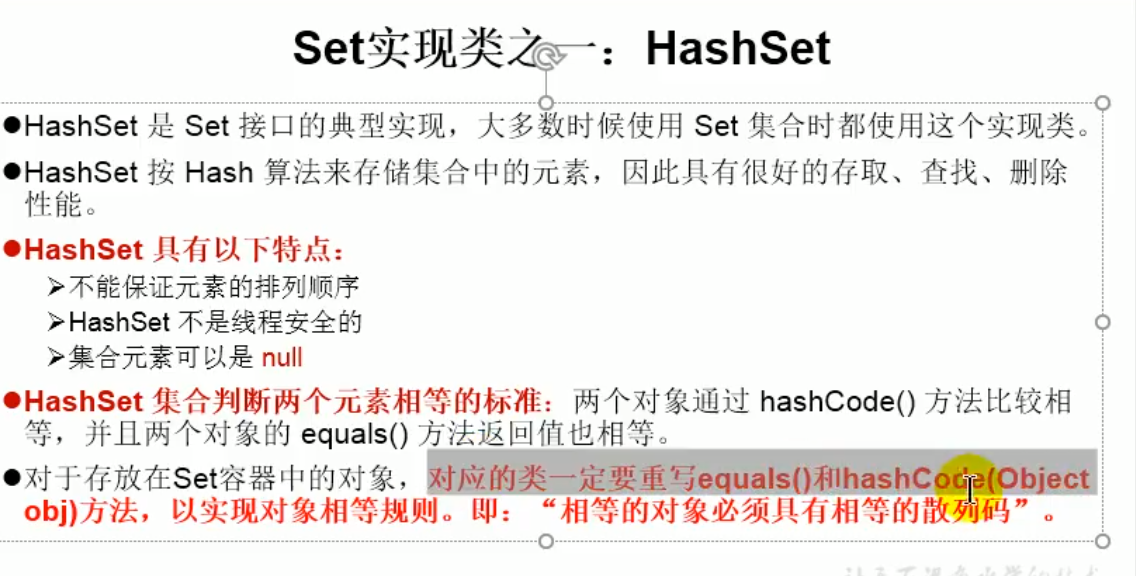 Set实现类之一：HashSet
●HashSet 是 Set 接口的典型实现，大多数时候使用 Set 集合时都使用这个实现类。
●HashSet 按 Hash 算法来存储集合中的元素，因此具有很好的存取、查找、删除
性能。
●HashSet 具有以下特点：
➢不能保证元素的排列顺序
➢HashSet 不是线程安全的
➢集合元素可以是 null
●HashSet 集合判断两个元素相等的标准：两个对象通过 hashCode() 方法比较相
等，并且两个对象的 equals() 方法返回值也相等。
●对于存放在Set容器中的对象，对应的类一定要重写equals()和hashCode(Object
obj)方法，以实现对象相等规则。即：“相等的对象必须具有相等的散列码”。